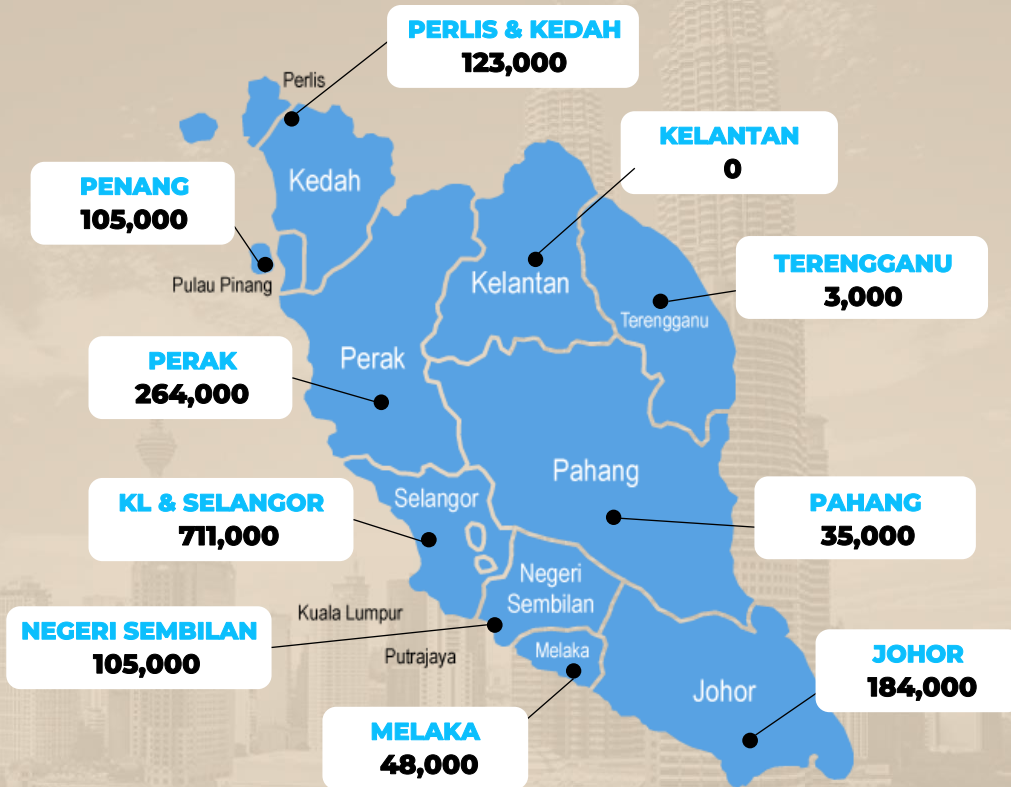 PERLIS & KEDAH
123,000
Perlis
KELANTAN
0
Kedah
PENANG
105,000
TERENGGANU
3,000
Pulau Pinang
Kelantan
Terengganu
PERAK
264,000
Perak
Pahang
KL & SELANGOR
711,000
Selangor
PAHANG
35,000
Negeri
Sembilan
Kuala Lumpur
NEGERI SEMBILAN
105,000
Putrajaya
Melaka
JOHOR
184,000
Johor
MELAKA
48,000